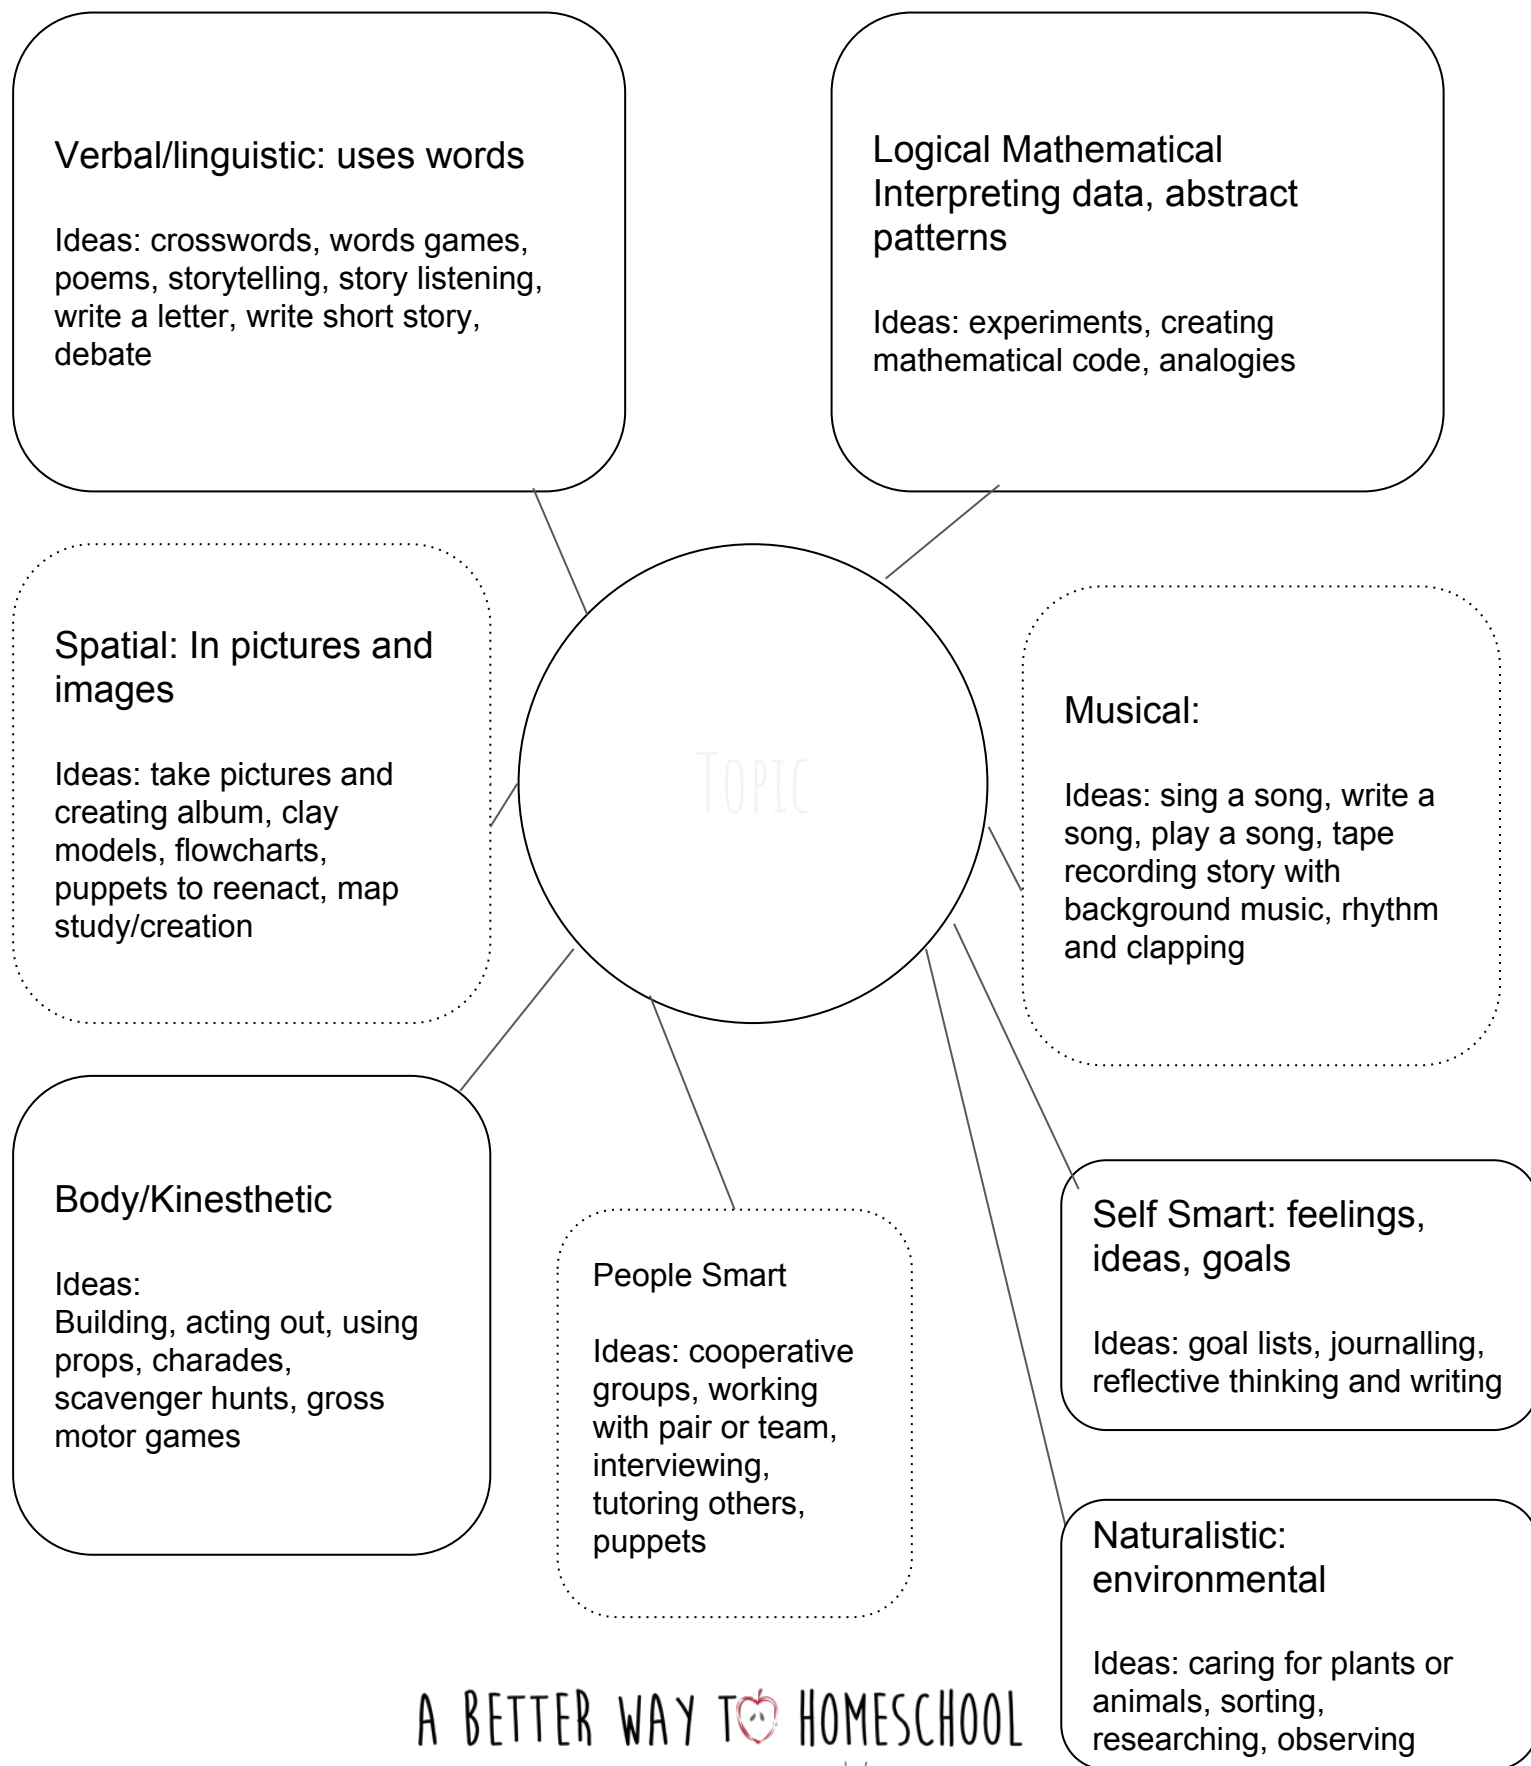 Verbal/linguistic: uses words
Ideas: crosswords, words games,
poems, storytelling, story listening,
write a letter, write short story,
debate
Logical Mathematical
Interpreting data, abstract
patterns
Ideas: experiments, creating
mathematical code, analogies
Spatial: In pictures and
images
Ideas: take pictures and
creating album, clay
models, flowcharts,
puppets to reenact, map
study/creation
Topic
Musical:
Ideas: sing a song, write a
song, play a song, tape
recording story with
background music, rhythm
and clapping
Body/Kinesthetic
Ideas:
Building, acting out, using
props, charades,
scavenger hunts, gross
motor games
People Smart
Ideas: cooperative
groups, working
with pair or team,
interviewing,
tutoring others,
puppets
Self Smart: feelings,
ideas, goals
Ideas: goal lists, journalling,
reflective thinking and writing
Naturalistic:
environmental
Ideas: caring for plants or
animals, sorting,
researching, observing
A BETTER WAY TO HOMESCHOOL